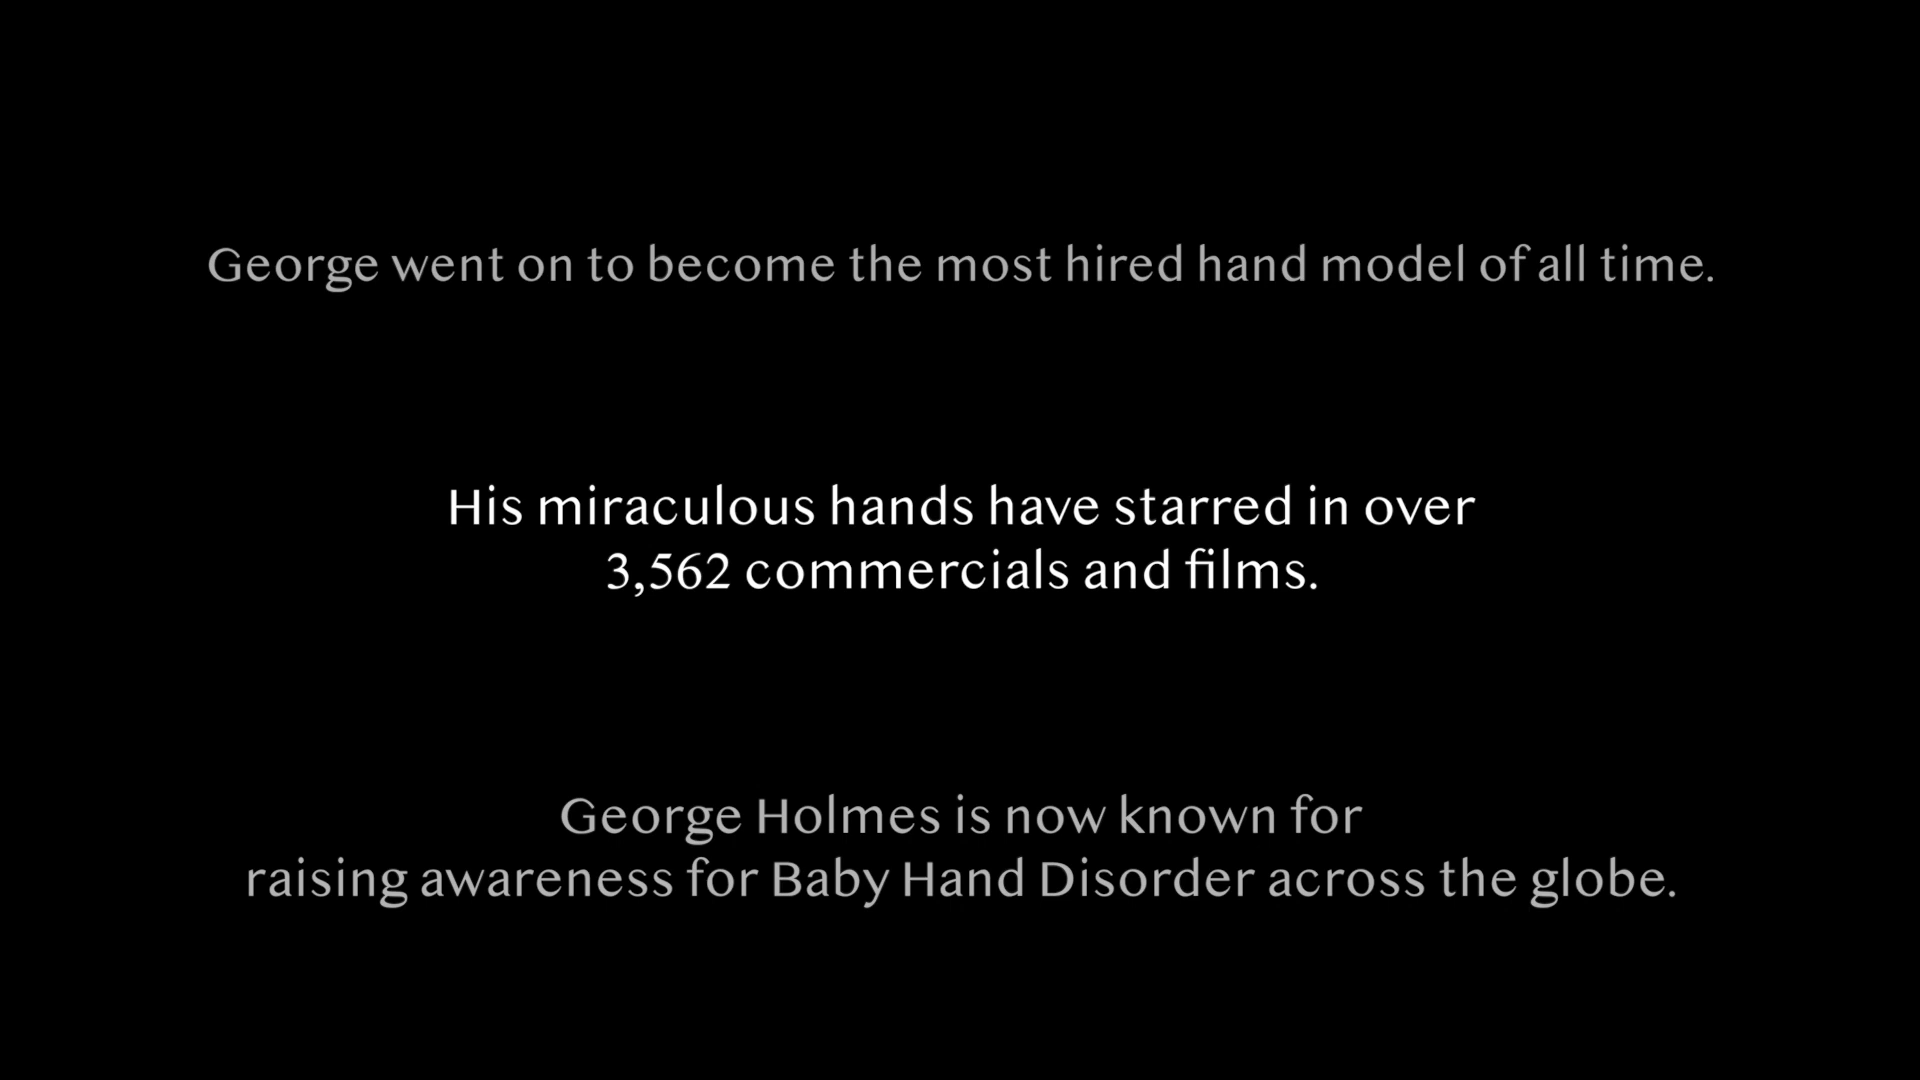 George went on to become the most hired hand model of all time.
His miraculous hands have starred in over
3,562 commercials and films.
George Holmes is now known for
raising awareness for Baby Hand Disorder across the globe.